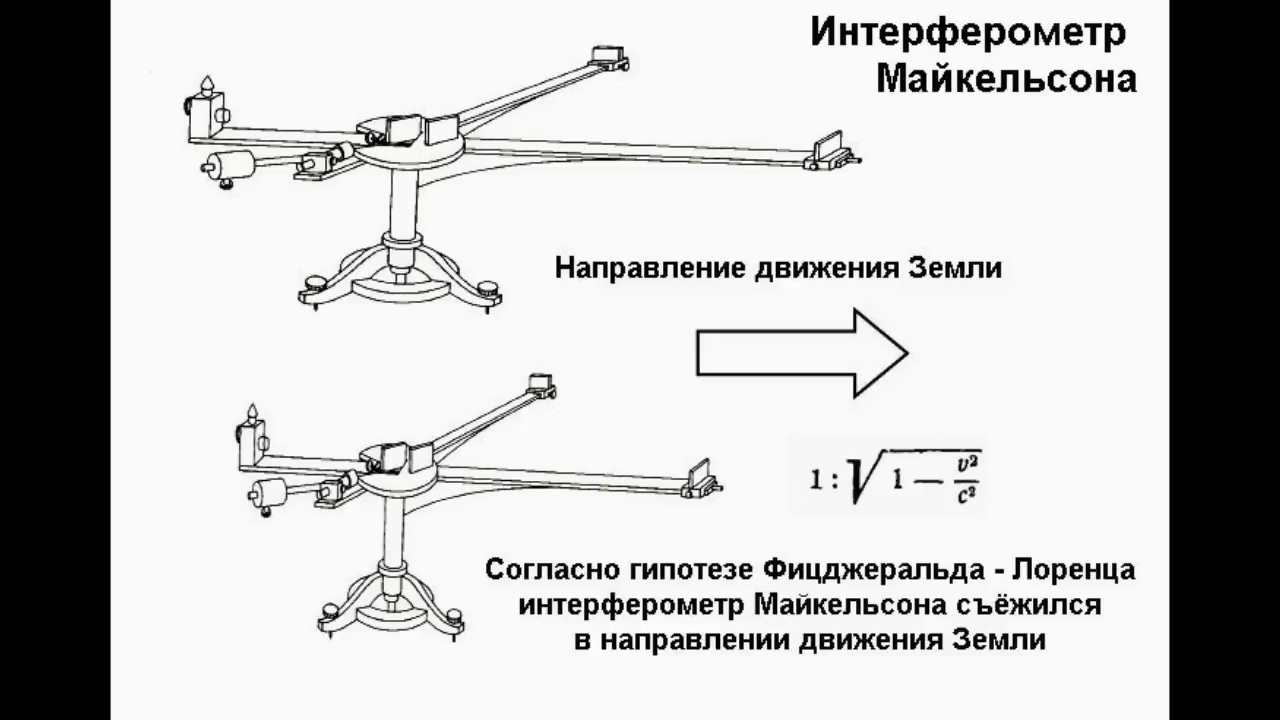 Интерферометр
Майкельсона
Направление движения Земли
1 : √1 — v²/c²
Согласно гипотезе Фицджеральда - Лоренца
интерферометр Майкельсона съёжился
в направлении движения Земли